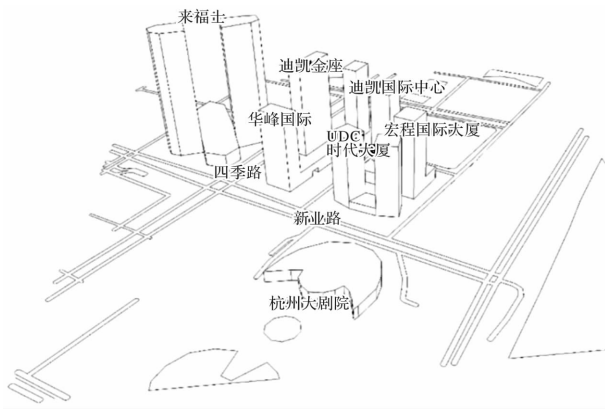 来福士
迪凯金座
迪凯国际中心
华峰国际
宏程国际大厦
UDC
时代大厦
四季路
新业路
杭州大剧院